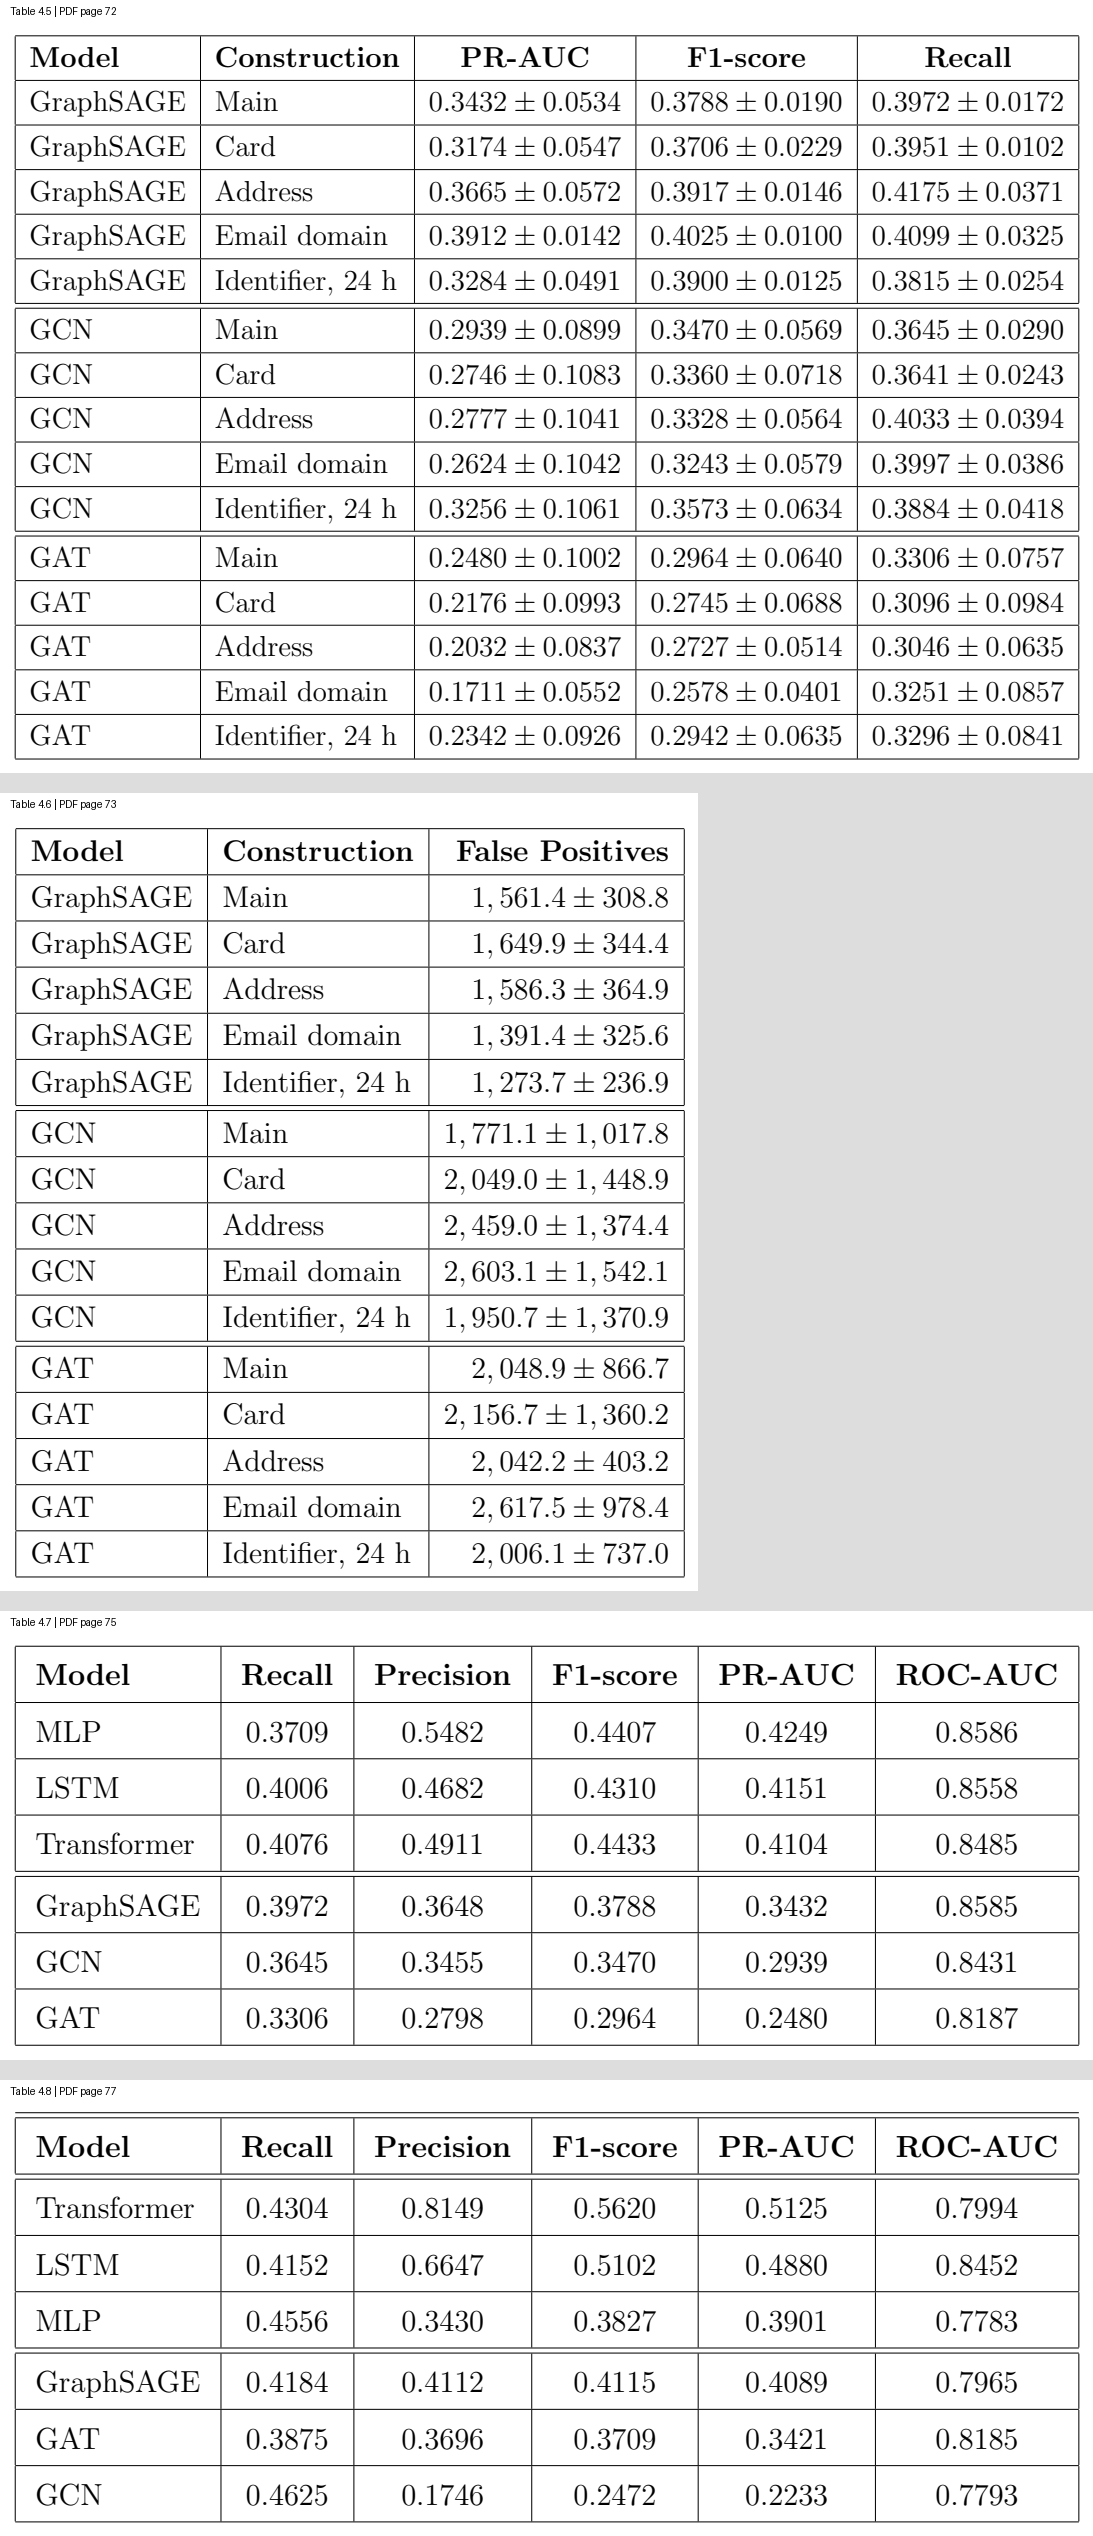 Table 4.5 | PDF page 72
Model Construction PR-AUC F1-score Recall
GraphSAGE Main 0.3432 ± 0.0534 0.3788 ± 0.0190 0.3972 ± 0.0172
GraphSAGE Card 0.3174 ± 0.0547 0.3706 ± 0.0229 0.3951 ± 0.0102
GraphSAGE Address 0.3665 ± 0.0572 0.3917 ± 0.0146 0.4175 ± 0.0371
GraphSAGE Email domain 0.3912 ± 0.0142 0.4025 ± 0.0100 0.4099 ± 0.0325
GraphSAGE Identifier, 24 h 0.3284 ± 0.0491 0.3900 ± 0.0125 0.3815 ± 0.0254
GCN Main 0.2939 ± 0.0899 0.3470 ± 0.0569 0.3645 ± 0.0290
GCN Card 0.2746 ± 0.1083 0.3360 ± 0.0718 0.3641 ± 0.0243
GCN Address 0.2777 ± 0.1041 0.3328 ± 0.0564 0.4033 ± 0.0394
GCN Email domain 0.2624 ± 0.1042 0.3243 ± 0.0579 0.3997 ± 0.0386
GCN Identifier, 24 h 0.3256 ± 0.1061 0.3573 ± 0.0634 0.3884 ± 0.0418
GAT Main 0.2480 ± 0.1002 0.2964 ± 0.0640 0.3306 ± 0.0757
GAT Card 0.2176 ± 0.0993 0.2745 ± 0.0688 0.3096 ± 0.0984
GAT Address 0.2032 ± 0.0837 0.2727 ± 0.0514 0.3046 ± 0.0635
GAT Email domain 0.1711 ± 0.0552 0.2578 ± 0.0401 0.3251 ± 0.0857
GAT Identifier, 24 h 0.2342 ± 0.0926 0.2942 ± 0.0635 0.3296 ± 0.0841
Table 4.6 | PDF page 73
Model Construction False Positives
GraphSAGE Main 1, 561.4 ± 308.8
GraphSAGE Card 1, 649.9 ± 344.4
GraphSAGE Address 1, 586.3 ± 364.9
GraphSAGE Email domain 1, 391.4 ± 325.6
GraphSAGE Identifier, 24 h 1, 273.7 ± 236.9
GCN Main 1, 771.1 ± 1, 017.8
GCN Card 2, 049.0 ± 1, 448.9
GCN Address 2, 459.0 ± 1, 374.4
GCN Email domain 2, 603.1 ± 1, 542.1
GCN Identifier, 24 h 1, 950.7 ± 1, 370.9
GAT Main 2, 048.9 ± 866.7
GAT Card 2, 156.7 ± 1, 360.2
GAT Address 2, 042.2 ± 403.2
GAT Email domain 2, 617.5 ± 978.4
GAT Identifier, 24 h 2, 006.1 ± 737.0
Table 4.7 | PDF page 75
Model Recall Precision F1-score PR-AUC ROC-AUC
MLP 0.3709 0.5482 0.4407 0.4249 0.8586
LSTM 0.4006 0.4682 0.4310 0.4151 0.8558
Transformer 0.4076 0.4911 0.4433 0.4104 0.8485
GraphSAGE 0.3972 0.3648 0.3788 0.3432 0.8585
GCN 0.3645 0.3455 0.3470 0.2939 0.8431
GAT 0.3306 0.2798 0.2964 0.2480 0.8187
Table 4.8 | PDF page 77
Model Recall Precision F1-score PR-AUC ROC-AUC
Transformer 0.4304 0.8149 0.5620 0.5125 0.7994
LSTM 0.4152 0.6647 0.5102 0.4880 0.8452
MLP 0.4556 0.3430 0.3827 0.3901 0.7783
GraphSAGE 0.4184 0.4112 0.4115 0.4089 0.7965
GAT 0.3875 0.3696 0.3709 0.3421 0.8185
GCN 0.4625 0.1746 0.2472 0.2233 0.7793